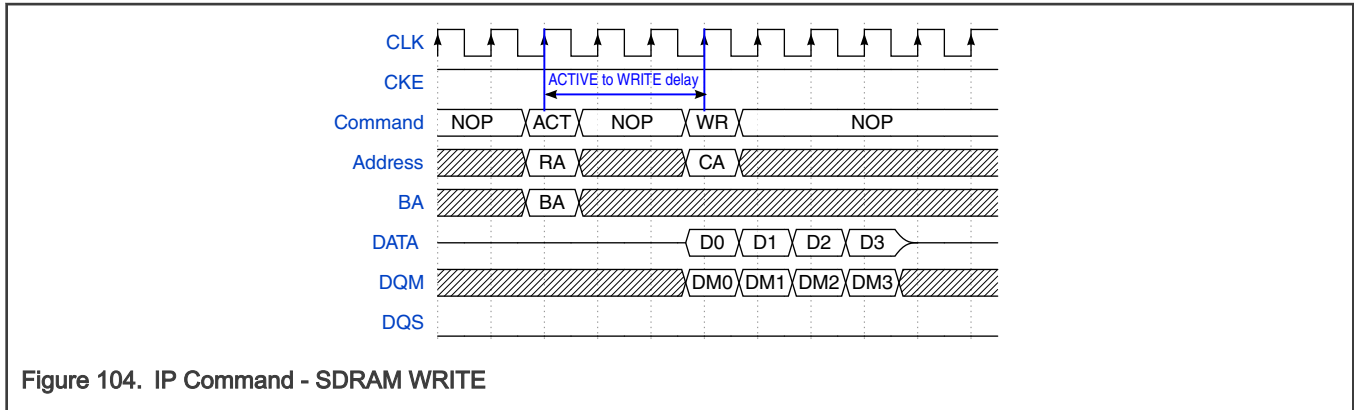 CLK
CKE ACTIVE to WRITE delay
Command NOP ACT NOP WR NOP
Address RA CA
BA BA
DATA D0 D1 D2 D3
DQM DM0 DM1 DM2 DM3
DQS
Figure 104. IP Command - SDRAM WRITE